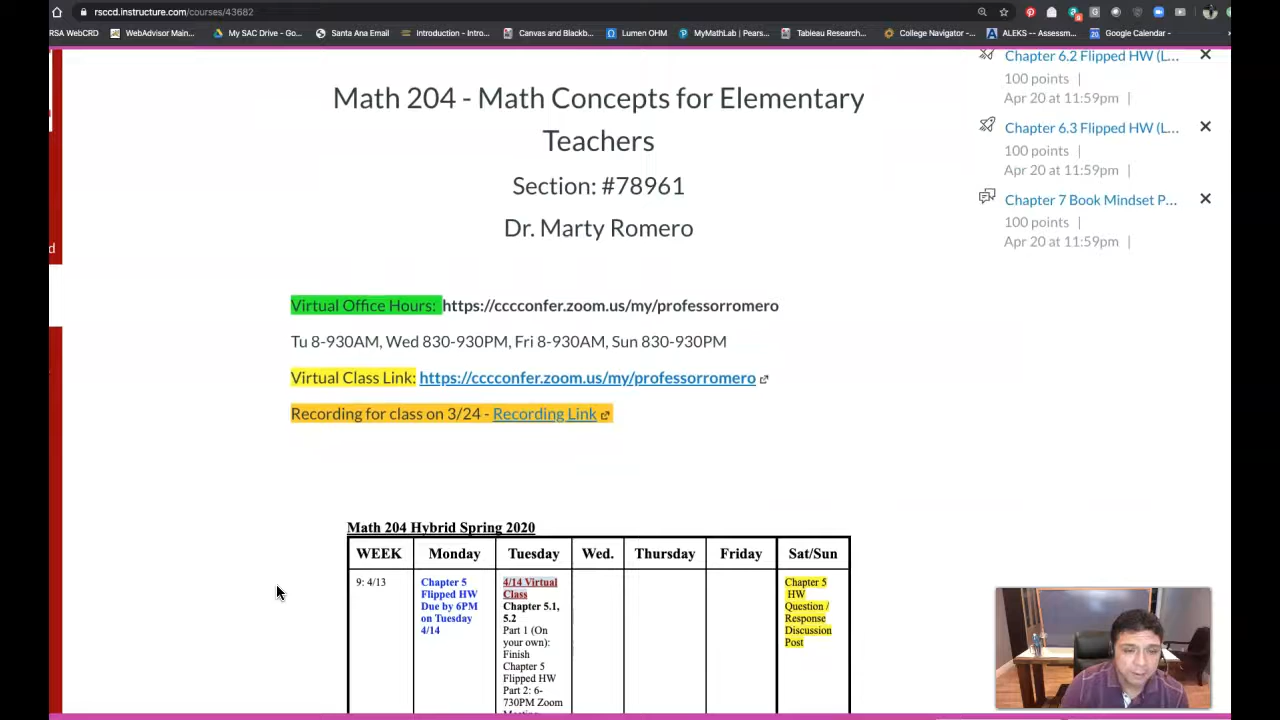 rsccd.instructure.com/courses/43682
RSA WebCRD
WebAdvisor Main...
My SAC Drive - Go...
Santa Ana Email
Introduction - Intro...
Canvas and Blackb...
Lumen OHM
MyMathLab | Pears...
Tableau Research...
College Navigator -...
ALEKS -- Assessm...
Google Calendar -
Math 204 - Math Concepts for Elementary
Teachers
Section: #78961
Dr. Marty Romero
Virtual Office Hours: https://cccconfer.zoom.us/my/professorromero
Tu 8-930AM, Wed 830-930PM, Fri 8-930AM, Sun 830-930PM
Virtual Class Link: https://cccconfer.zoom.us/my/professorromero
Recording for class on 3/24 - Recording Link
Chapter 6.2 Flipped HW (L...
100 points |
Apr 20 at 11:59pm |
Chapter 6.3 Flipped HW (L...
100 points |
Apr 20 at 11:59pm |
Chapter 7 Book Mindset P...
100 points |
Apr 20 at 11:59pm |
d
Math 204 Hybrid Spring 2020
WEEK Monday Tuesday Wed. Thursday Friday Sat/Sun
9: 4/13
Chapter 5
Flipped HW
Due by 6PM
on Tuesday
4/14
4/14 Virtual
Class
Chapter 5.1,
5.2
Part 1 (On
your own):
Finish
Chapter 5
Flipped HW
Part 2: 6-
730PM Zoom
Chapter 5
HW
Question /
Response
Discussion
Post